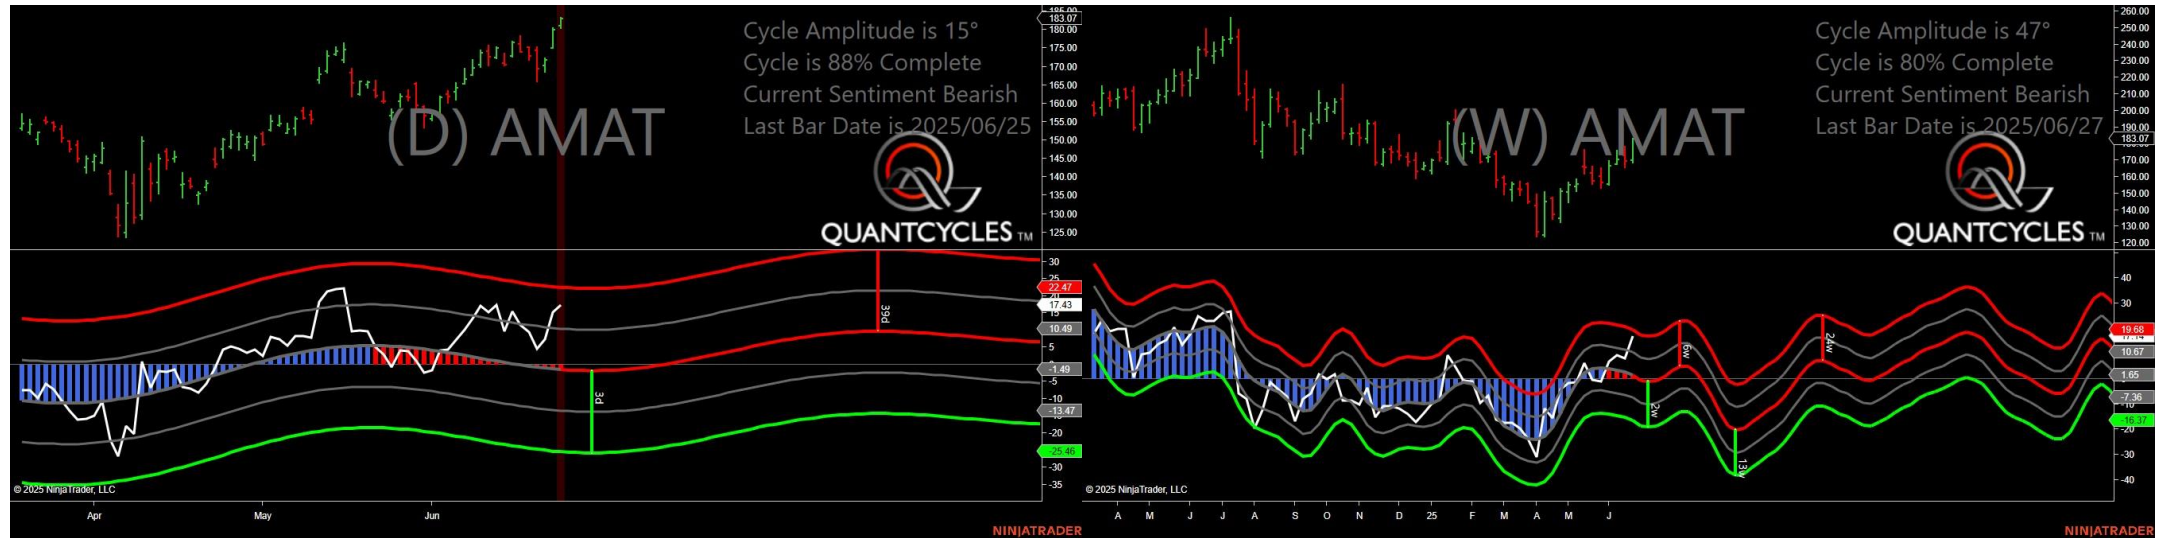 Cycle Amplitude is 15°
Cycle is 88% Complete
Current Sentiment Bearish
Last Bar Date is 2025/06/25
(D) AMAT
QUANTCYCLES TM
185.00
183.07
180.00
175.00
170.00
165.00
160.00
155.00
150.00
145.00
140.00
135.00
130.00
125.00
30
25
22.47
17.43
15
10.49
5
-1.49
-5
-10
-13.47
-15
-20
-25.46
-30
-35
39d
3d
© 2025 NinjaTrader, LLC
Apr May Jun
NINJATRADER
Cycle Amplitude is 47°
Cycle is 80% Complete
Current Sentiment Bearish
Last Bar Date is 2025/06/27
(W) AMAT
QUANTCYCLES TM
260.00
250.00
240.00
230.00
220.00
210.00
200.00
190.00
183.07
170.00
160.00
150.00
140.00
130.00
120.00
40
30
19.68
17.14
10.67
1.65
-7.36
-10
-16.37
-20
-30
-40
6w
24w
2w
13w
© 2025 NinjaTrader, LLC
A M J J A S O N D 25 F M A M J
NINJATRADER